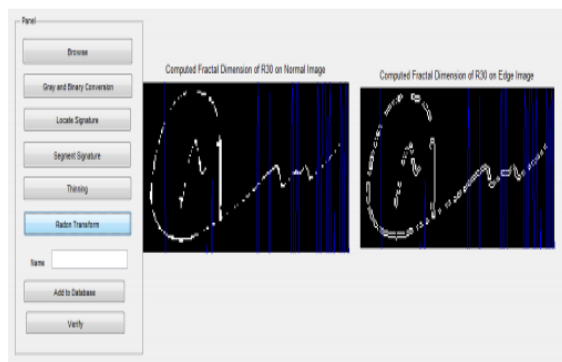 Panel
Browse
Gray and Binary Conversion
Locate Signature
Segment Signature
Thinning
Radon Transform
Name
Add to Database
Verify
Computed Fractal Dimension of R30 on Normal Image
Computed Fractal Dimension of R30 on Edge Image